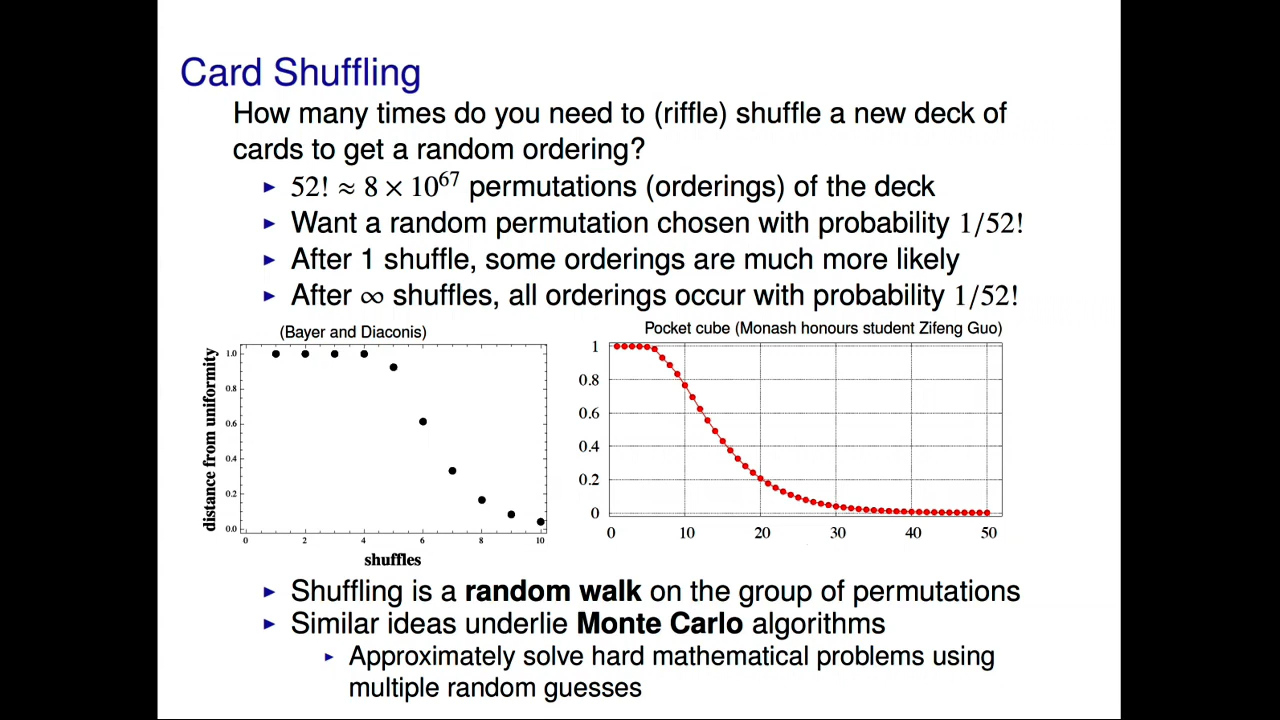 Card Shuffling
How many times do you need to (riffle) shuffle a new deck of
cards to get a random ordering?
▶ 52! ≈ 8 × 10⁶⁷ permutations (orderings) of the deck
▶ Want a random permutation chosen with probability 1/52!
▶ After 1 shuffle, some orderings are much more likely
▶ After ∞ shuffles, all orderings occur with probability 1/52!
(Bayer and Diaconis)
distance from uniformity
1.0
0.8
0.6
0.4
0.2
0.0
0 2 4 6 8 10
shuffles
Pocket cube (Monash honours student Zifeng Guo)
1
0.8
0.6
0.4
0.2
0
0 10 20 30 40 50
▶ Shuffling is a random walk on the group of permutations
▶ Similar ideas underlie Monte Carlo algorithms
▶ Approximately solve hard mathematical problems using
multiple random guesses